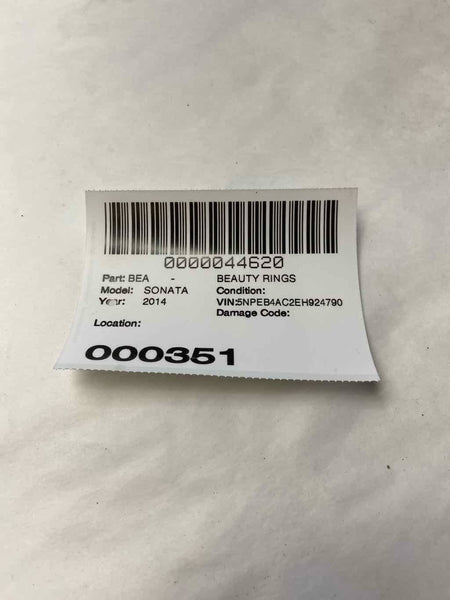 0000044620
Part: BEA - BEAUTY RINGS
Model: SONATA Condition:
Year: 2014 VIN:5NPEB4AC2EH924790
Damage Code:
Location:
000351